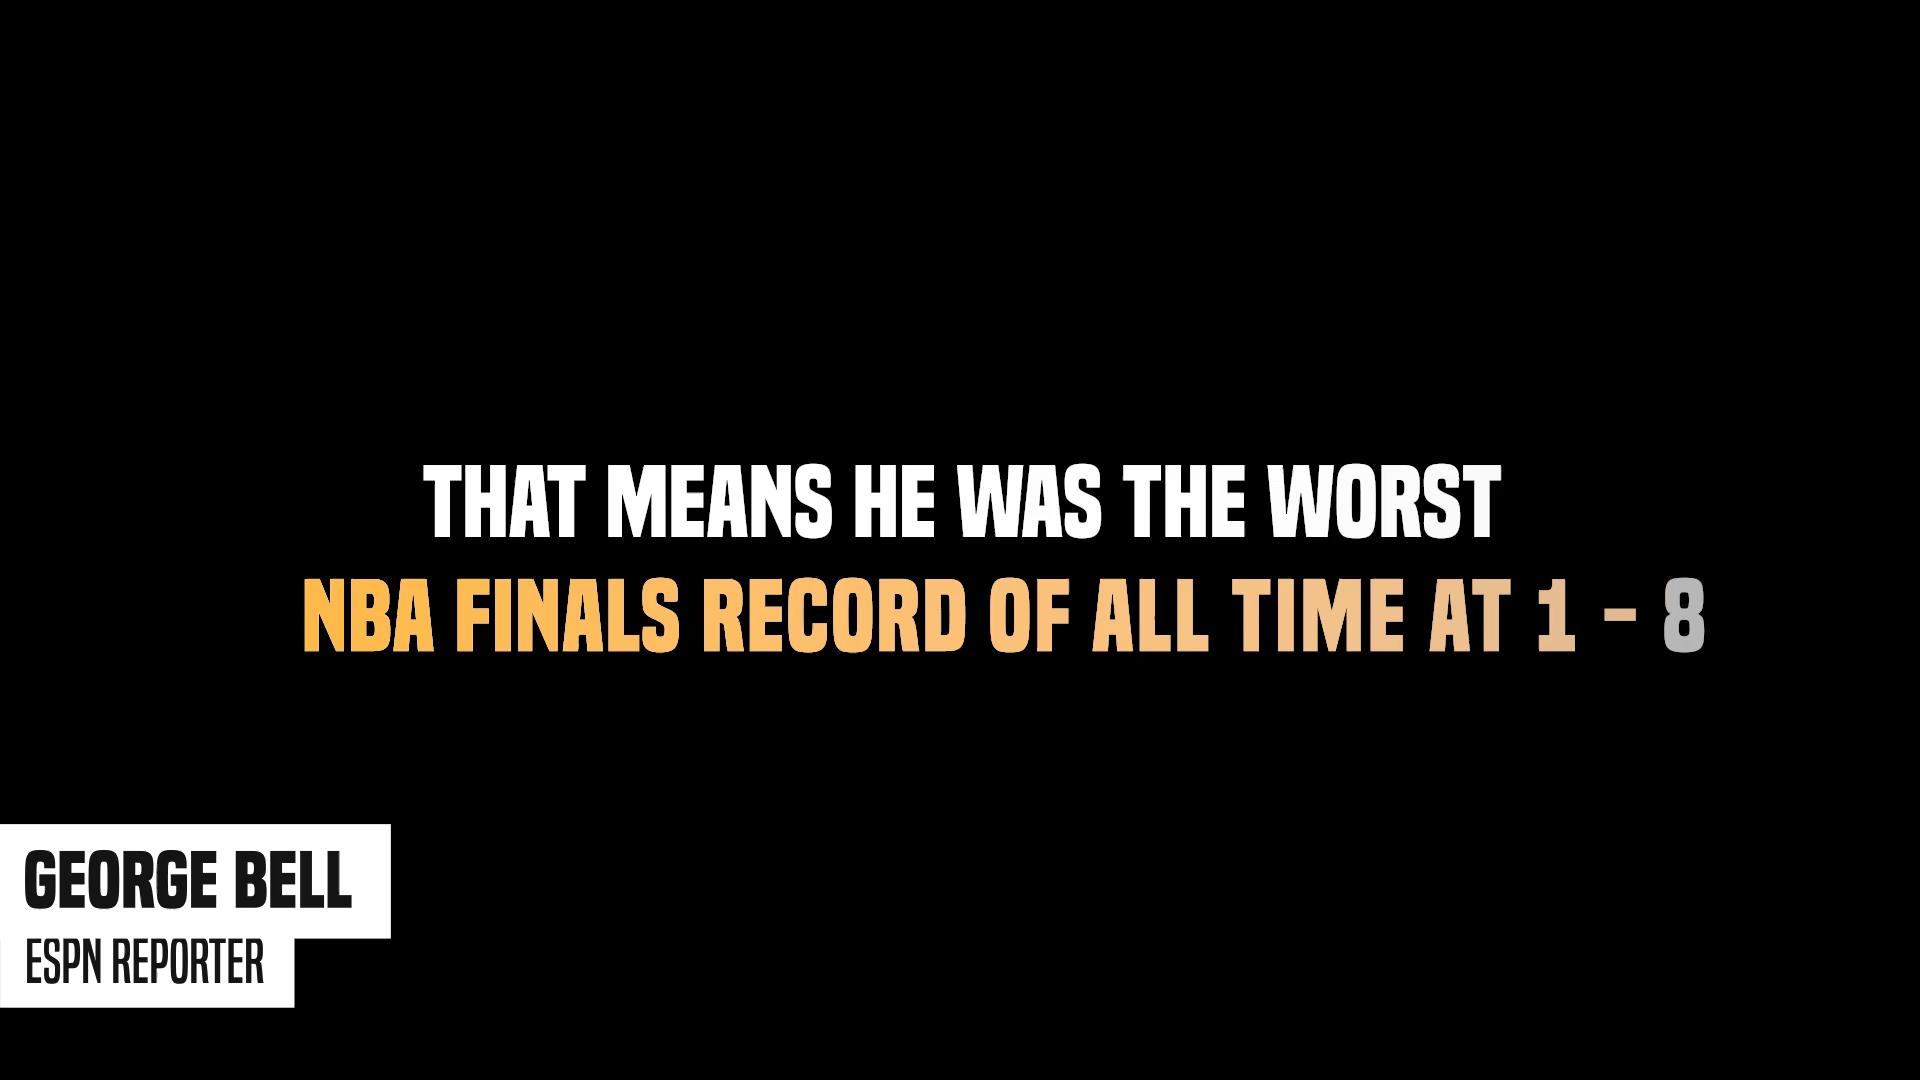 THAT MEANS HE WAS THE WORST
NBA FINALS RECORD OF ALL TIME AT 1 - 8
GEORGE BELL
ESPN REPORTER